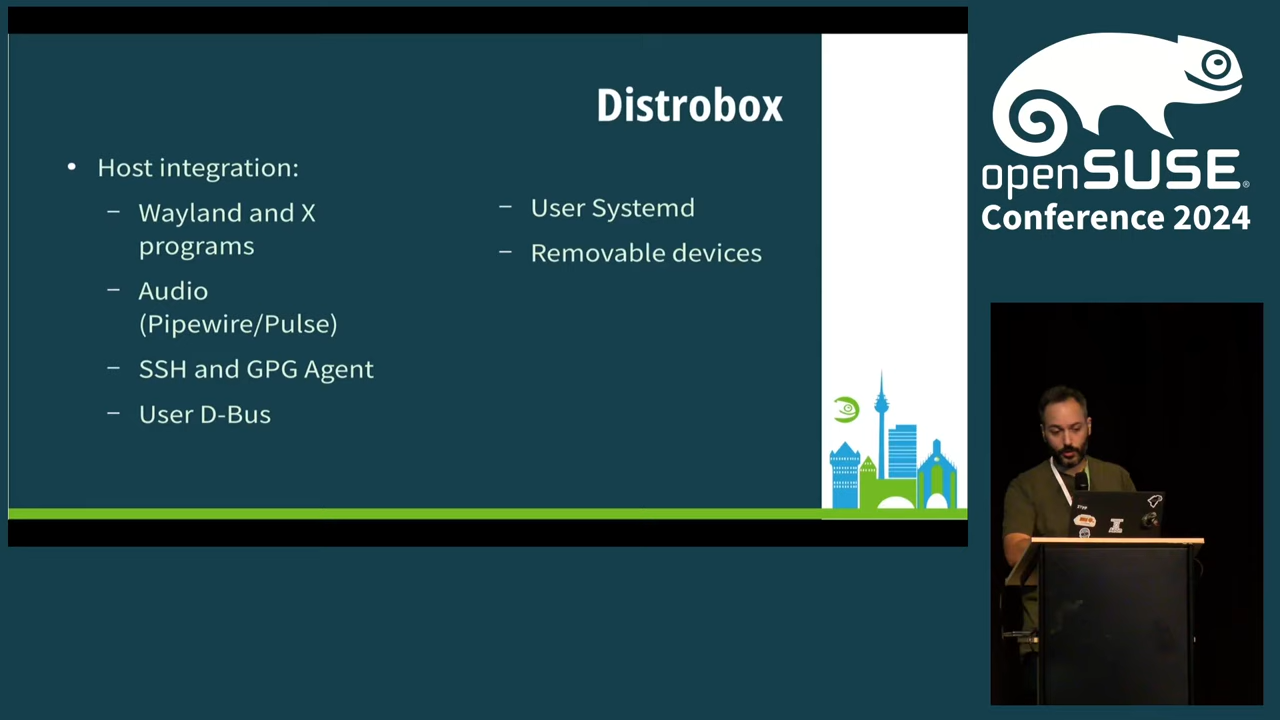 Distrobox
• Host integration:
– Wayland and X
programs
– Audio
(Pipewire/Pulse)
– SSH and GPG Agent
– User D-Bus
– User Systemd
– Removable devices
openSUSE®
Conference 2024